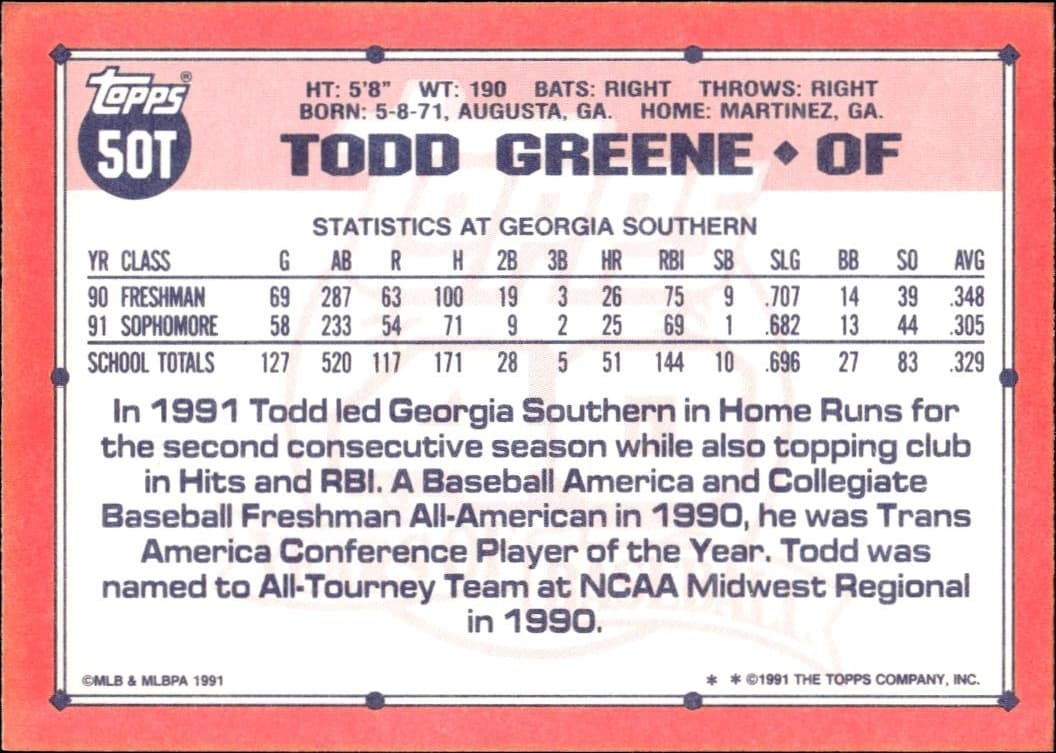 Topps®
50T
HT: 5'8" WT: 190 BATS: RIGHT THROWS: RIGHT
BORN: 5-8-71, AUGUSTA, GA. HOME: MARTINEZ, GA.
TODD GREENE ◆ OF
STATISTICS AT GEORGIA SOUTHERN
YR CLASS G AB R H 2B 3B HR RBI SB SLG BB SO AVG
90 FRESHMAN 69 287 63 100 19 3 26 75 9 .707 14 39 .348
91 SOPHOMORE 58 233 54 71 9 2 25 69 1 .682 13 44 .305
SCHOOL TOTALS 127 520 117 171 28 5 51 144 10 .696 27 83 .329
In 1991 Todd led Georgia Southern in Home Runs for
the second consecutive season while also topping club
in Hits and RBI. A Baseball America and Collegiate
Baseball Freshman All-American in 1990, he was Trans
America Conference Player of the Year. Todd was
named to All-Tourney Team at NCAA Midwest Regional
in 1990.
©MLB & MLBPA 1991
* * ©1991 THE TOPPS COMPANY, INC.